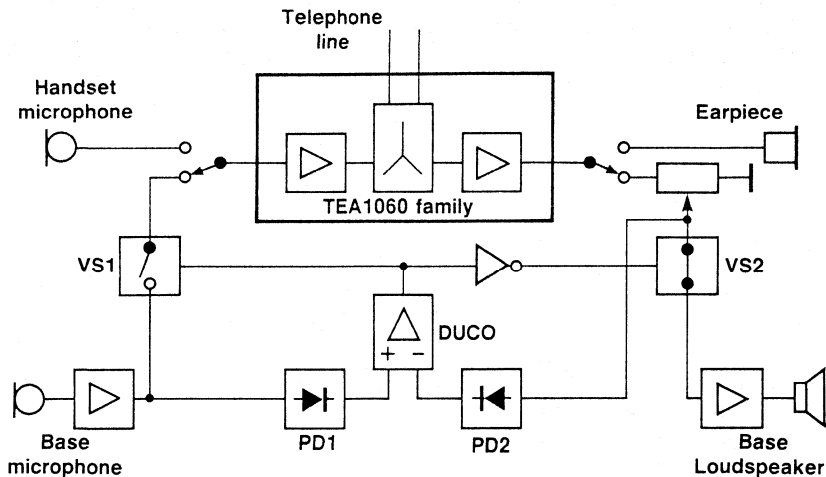 Telephone
line
Handset
microphone
Earpiece
TEA1060 family
VS1
VS2
DUCO
+ −
PD1
PD2
Base
microphone
Base
Loudspeaker